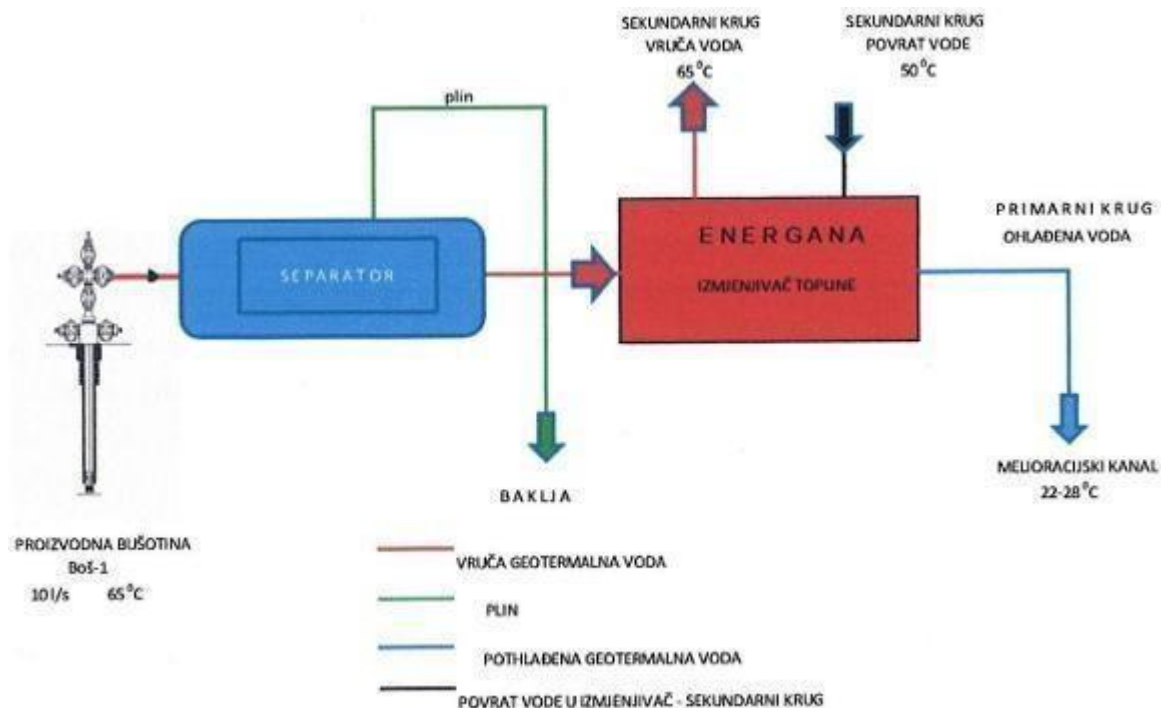 SEKUNDARNI KRUG
VRUČA VODA
65 °C
SEKUNDARNI KRUG
POVRAT VODE
50 °C
plin
SEPARATOR
ENERGANA
IZMJENJIVAČ TOPLINE
PRIMARNI KRUG
OHLAĐENA VODA
MELIORACIJSKI KANAL
22-28 °C
BAKLJA
PROIZVODNA BUŠOTINA
Boš-1
10 l/s 65 °C
VRUČA GEOTERMALNA VODA
PLIN
POTHLAĐENA GEOTERMALNA VODA
POVRAT VODE U IZMJENJIVAČ - SEKUNDARNI KRUG